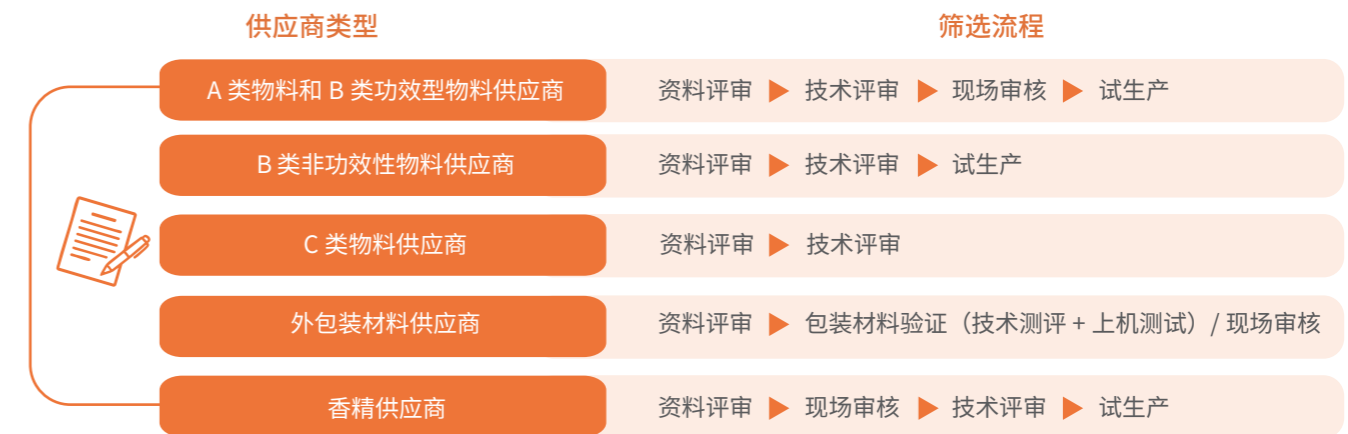 供应商类型 筛选流程
A 类物料和 B 类功效型物料供应商 资料评审 ▶ 技术评审 ▶ 现场审核 ▶ 试生产
B 类非功效性物料供应商 资料评审 ▶ 技术评审 ▶ 试生产
C 类物料供应商 资料评审 ▶ 技术评审
外包装材料供应商 资料评审 ▶ 包装材料验证（技术测评 + 上机测试）/ 现场审核
香精供应商 资料评审 ▶ 现场审核 ▶ 技术评审 ▶ 试生产